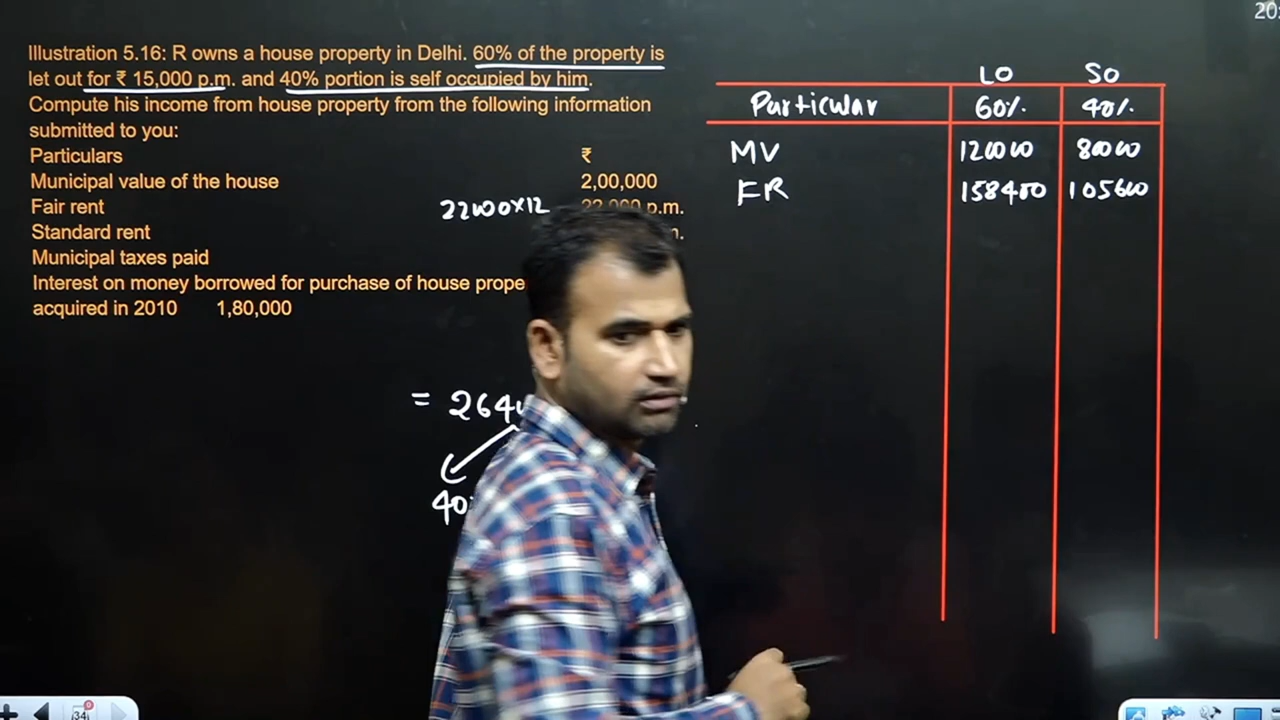 20:
Illustration 5.16: R owns a house property in Delhi. 60% of the property is
let out for ₹ 15,000 p.m. and 40% portion is self occupied by him.
Compute his income from house property from the following information
submitted to you:
Particulars ₹
Municipal value of the house 2,00,000
Fair rent 22000×12 22,000 p.m.
Standard rent
Municipal taxes paid
Interest on money borrowed for purchase of house prope
acquired in 2010 1,80,000
= 264
40
LO SO
Particular 60% 40%
MV 120000 80000
FR 158400 105600
34